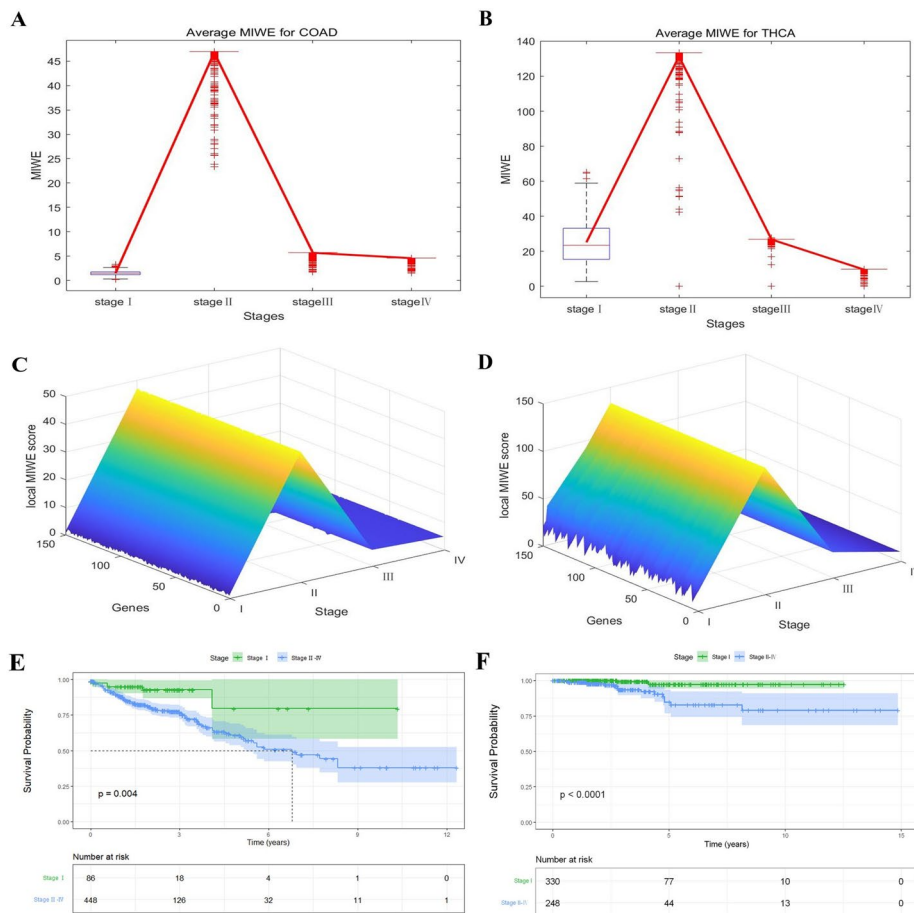 A
Average MIWE for COAD
MIWE
45
40
35
30
25
20
15
10
5
0
stage Ⅰ
stage Ⅱ
stageⅢ
stageⅣ
Stages
B
Average MIWE for THCA
MIWE
140
120
100
80
60
40
20
0
stage Ⅰ
stage Ⅱ
stageⅢ
stageⅣ
Stages
C
local MIWE score
50
40
30
20
10
0
150
100
50
0
Genes
I
II
III
IV
Stage
D
local MIWE score
150
100
50
0
150
100
50
0
Genes
I
II
III
Stage
E
Stage Stage Ⅰ Stage Ⅱ-Ⅳ
Survival Probability
1.00
0.75
0.50
0.25
0.00
p = 0.004
0 3 6 9 12
Time (years)
Number at risk
Stage Ⅰ 86 18 4 1 0
Stage Ⅱ-Ⅳ 448 126 32 11 1
F
Stage Stage I Stage II-IV
Survival Probability
1.00
0.75
0.50
0.25
0.00
p < 0.0001
0 5 10 15
Time (years)
Number at risk
Stage I 330 77 10 0
Stage II-IV 248 44 13 0